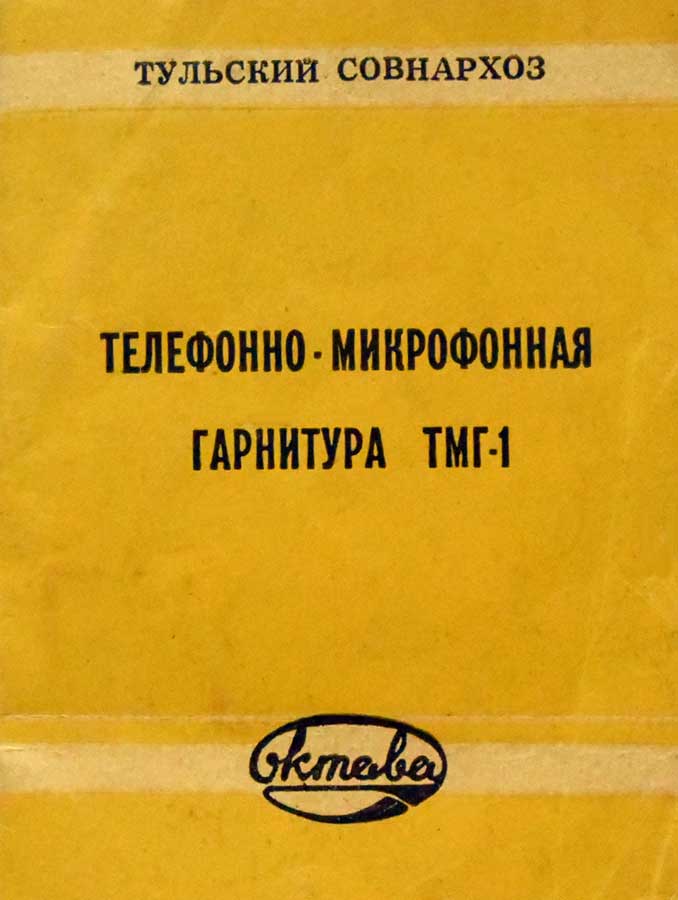 ТУЛЬСКИЙ СОВНАРХОЗ
ТЕЛЕФОННО-МИКРОФОННАЯ
ГАРНИТУРА ТМГ-1
октава